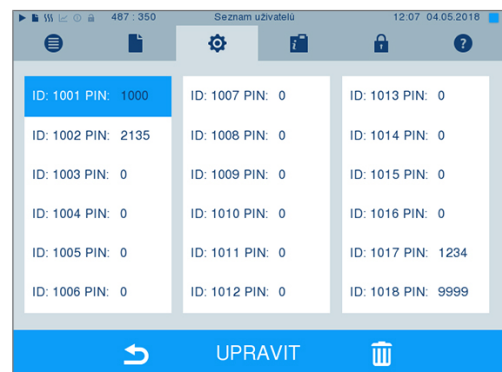 487 : 350 Seznam uživatelů 12:07 04.05.2018
ID: 1001 PIN: 1000
ID: 1002 PIN: 2135
ID: 1003 PIN: 0
ID: 1004 PIN: 0
ID: 1005 PIN: 0
ID: 1006 PIN: 0
ID: 1007 PIN: 0
ID: 1008 PIN: 0
ID: 1009 PIN: 0
ID: 1010 PIN: 0
ID: 1011 PIN: 0
ID: 1012 PIN: 0
ID: 1013 PIN: 0
ID: 1014 PIN: 0
ID: 1015 PIN: 0
ID: 1016 PIN: 0
ID: 1017 PIN: 1234
ID: 1018 PIN: 9999
UPRAVIT